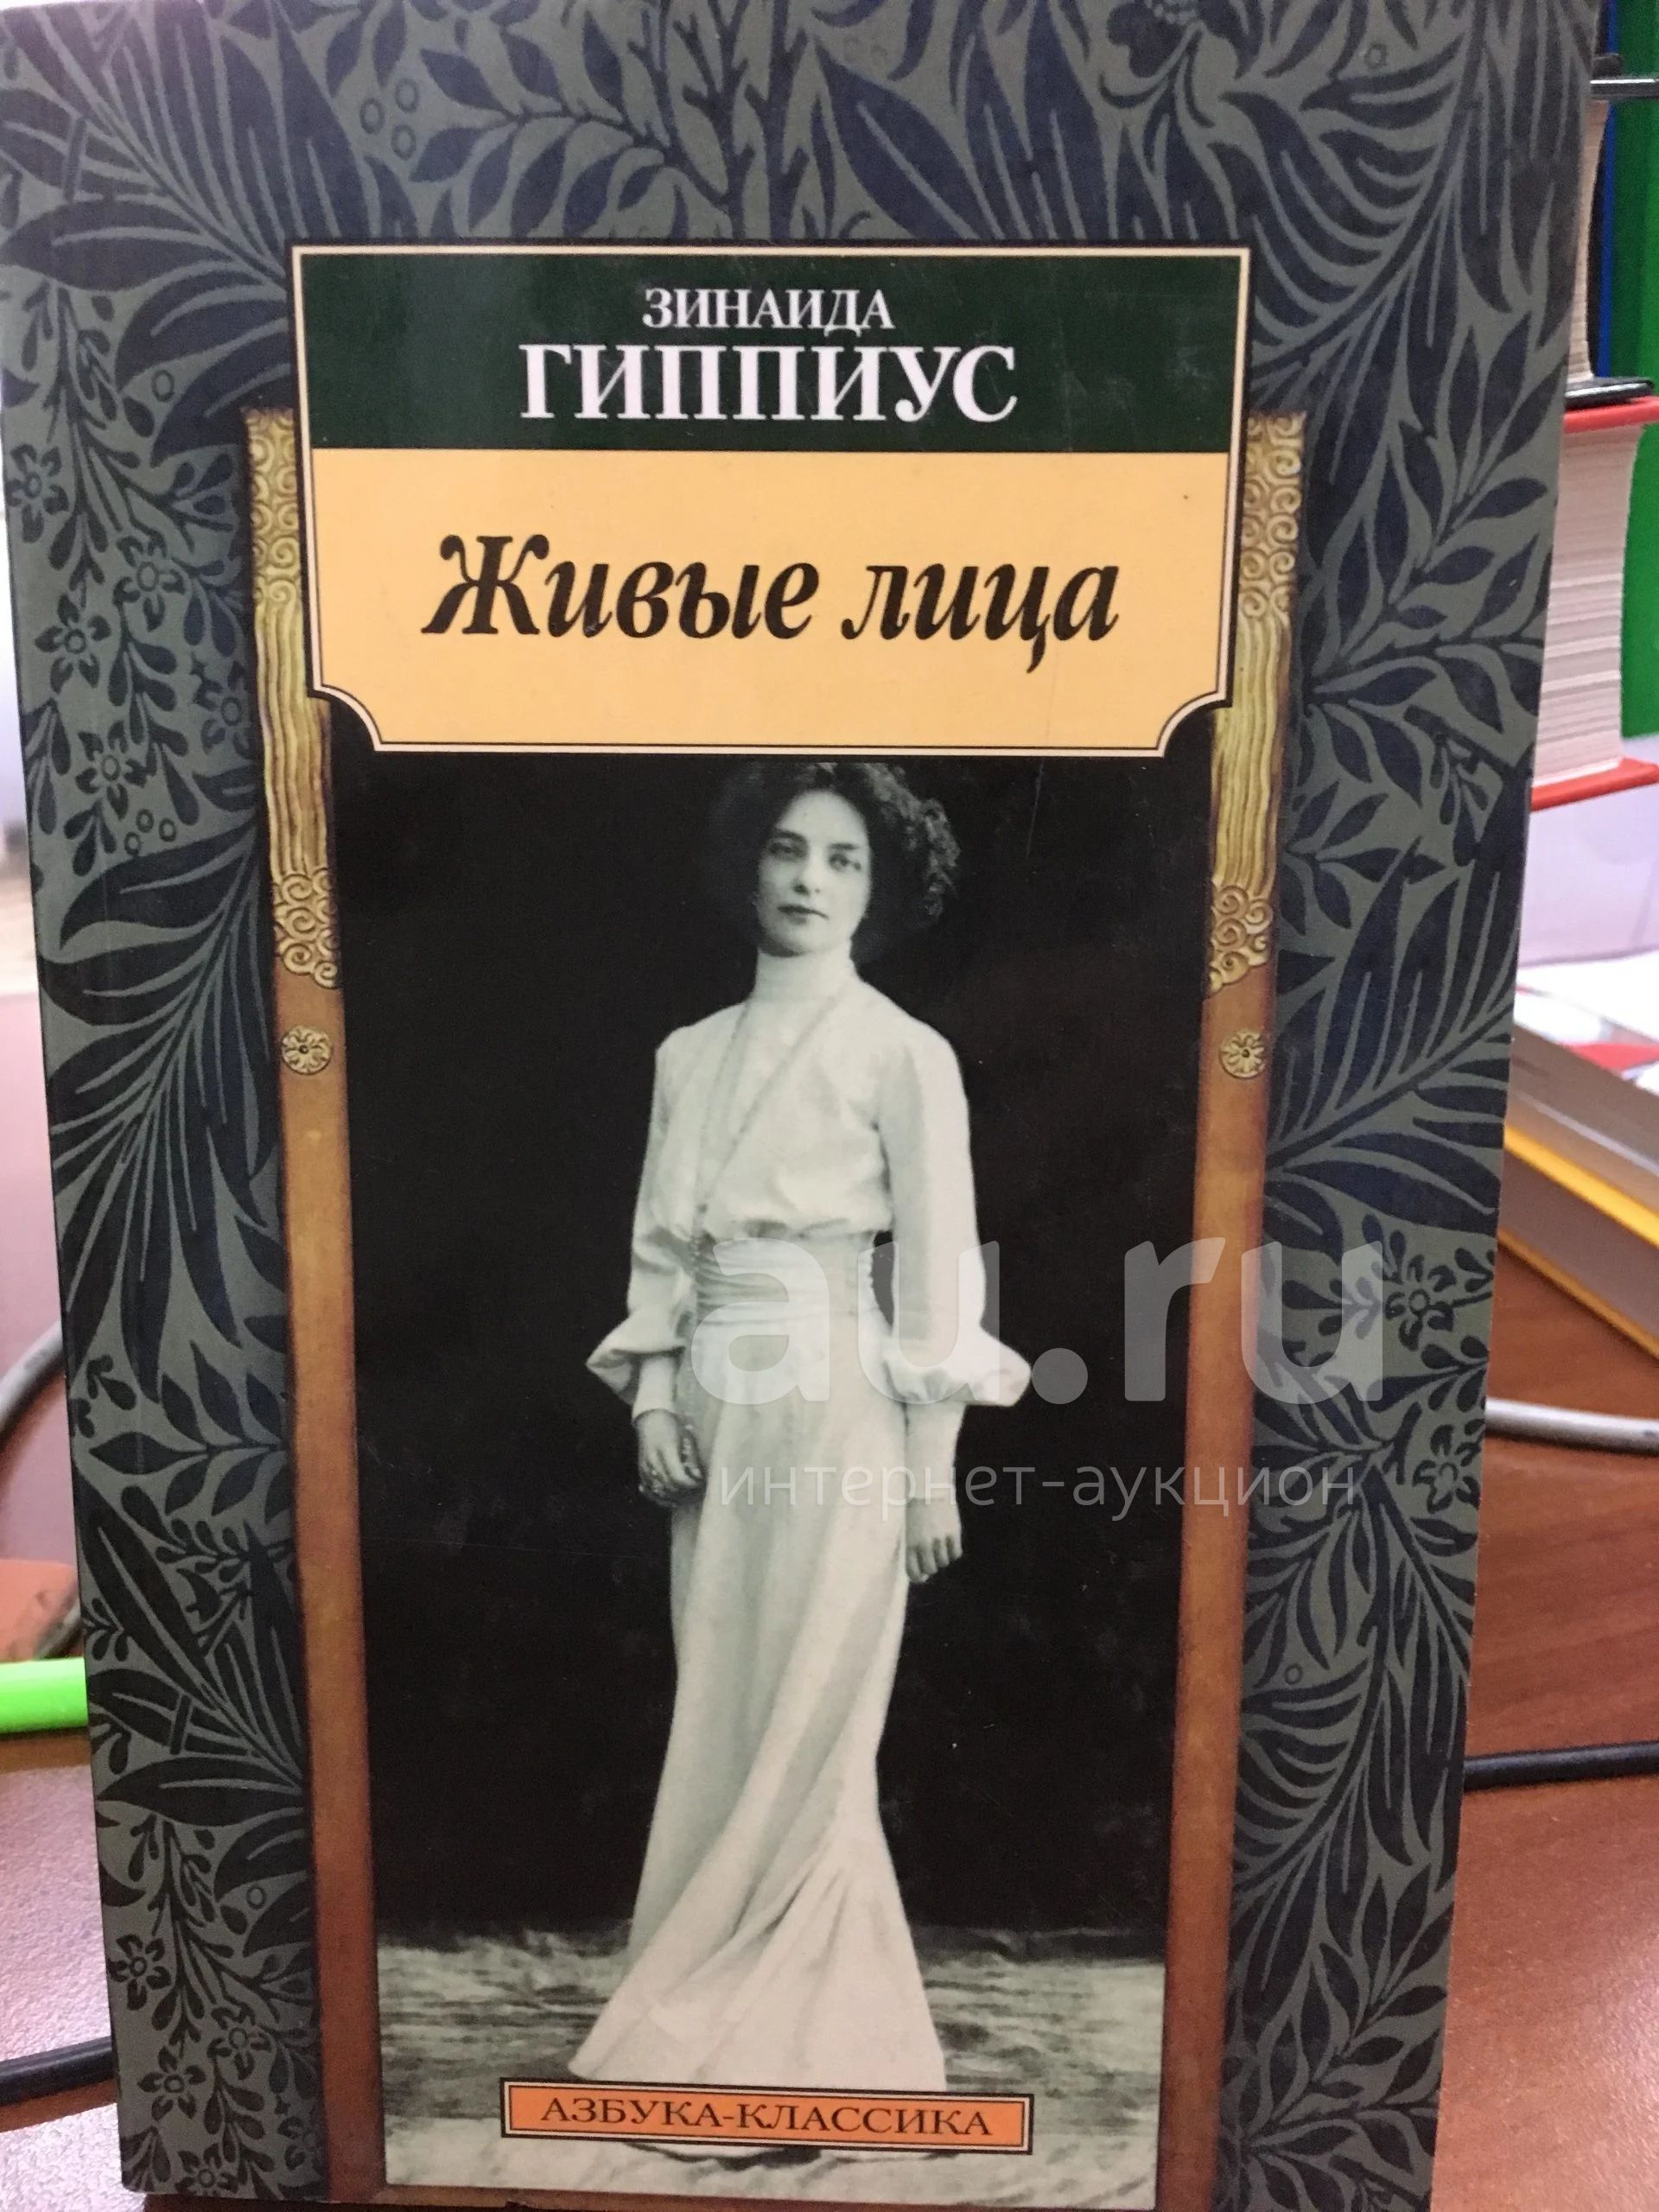 ЗИНАИДА
ГИППИУС
Живые лица
au.ru
интернет-аукцион
АЗБУКА-КЛАССИКА